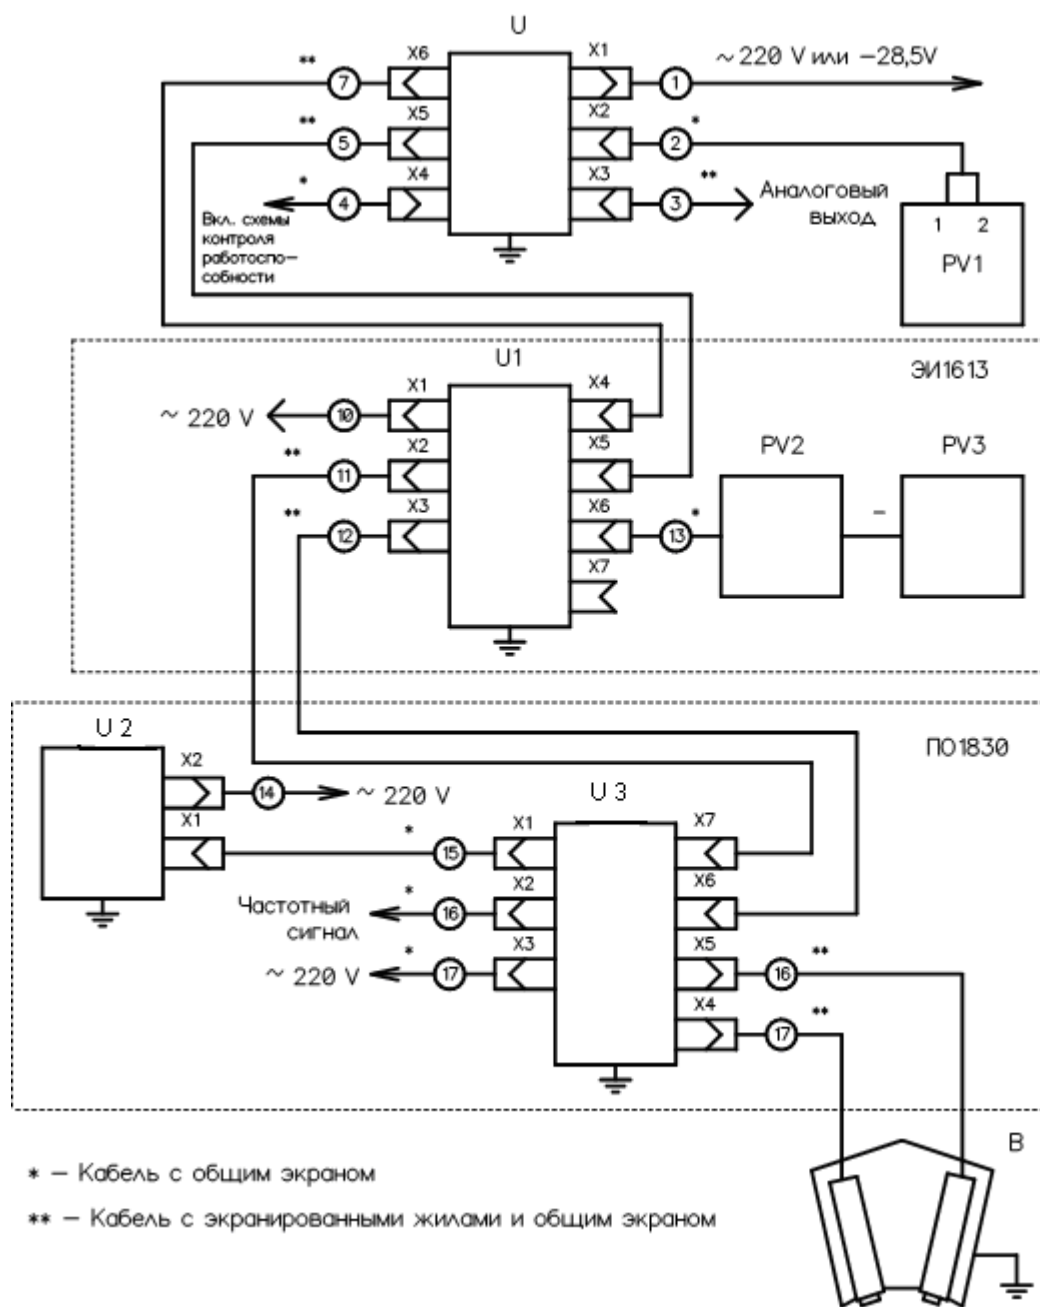 U
X6
X1
**
7
1
~ 220 V или –28,5V
X5
X2
**
5
2
*
X4
X3
*
4
3
**
Аналоговый
выход
Вкл. схемы
контроля
работоспо–
собности
1 2
PV1
U1
ЭИ1613
X1
X4
~ 220 V
10
X2
X5
**
11
PV2
PV3
X3
X6
**
12
13
*
–
X7
U 2
ПО1830
X2
14
~ 220 V
U 3
X1
X1
X7
*
15
X2
X6
*
Частотный
сигнал
16
X3
X5
*
~ 220 V
17
16
**
X4
17
**
B
* – Кабель с общим экраном
** – Кабель с экранированными жилами и общим экраном